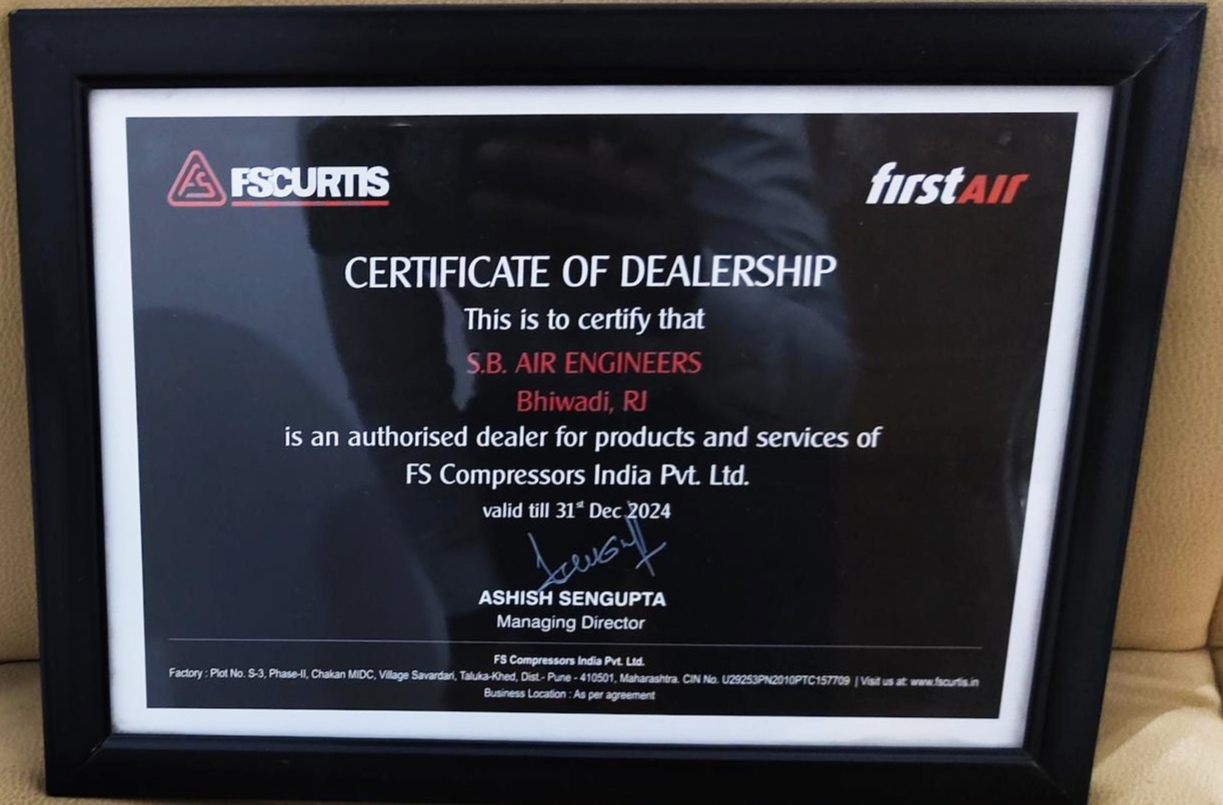 FS FSCURTIS
fırstAIr
CERTIFICATE OF DEALERSHIP
This is to certify that
S.B. AIR ENGINEERS
Bhiwadi, RJ
is an authorised dealer for products and services of
FS Compressors India Pvt. Ltd.
valid till 31st Dec 2024
ASHISH SENGUPTA
Managing Director
FS Compressors India Pvt. Ltd.
Factory : Plot No. S-3, Phase-II, Chakan MIDC, Village Savardari, Taluka-Khed, Dist.- Pune - 410501, Maharashtra. CIN No. U29253PN2010PTC157709 | Visit us at: www.fscurtis.in
Business Location : As per agreement